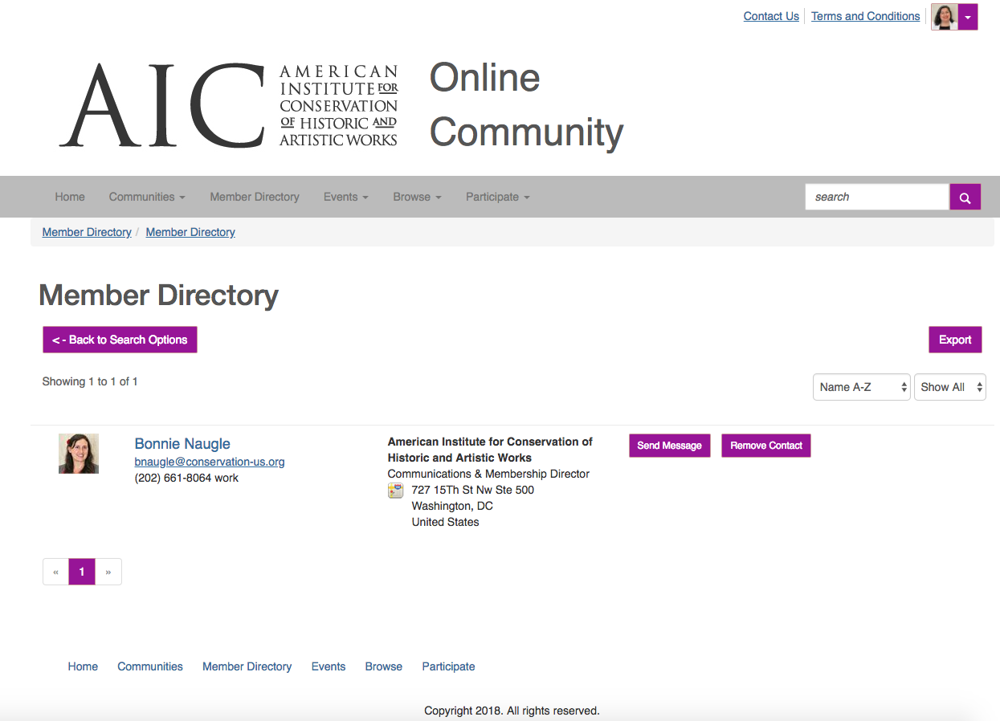 Contact Us
Terms and Conditions
AIC
AMERICAN
INSTITUTE FOR
CONSERVATION
OF HISTORIC AND
ARTISTIC WORKS
Online
Community
Home
Communities
Member Directory
Events
Browse
Participate
search
Member Directory / Member Directory
Member Directory
< - Back to Search Options
Export
Showing 1 to 1 of 1
Name A-Z
Show All
Bonnie Naugle
bnaugle@conservation-us.org
(202) 661-8064 work
American Institute for Conservation of
Historic and Artistic Works
Communications & Membership Director
727 15Th St Nw Ste 500
Washington, DC
United States
Send Message
Remove Contact
« 1 »
Home
Communities
Member Directory
Events
Browse
Participate
Copyright 2018. All rights reserved.